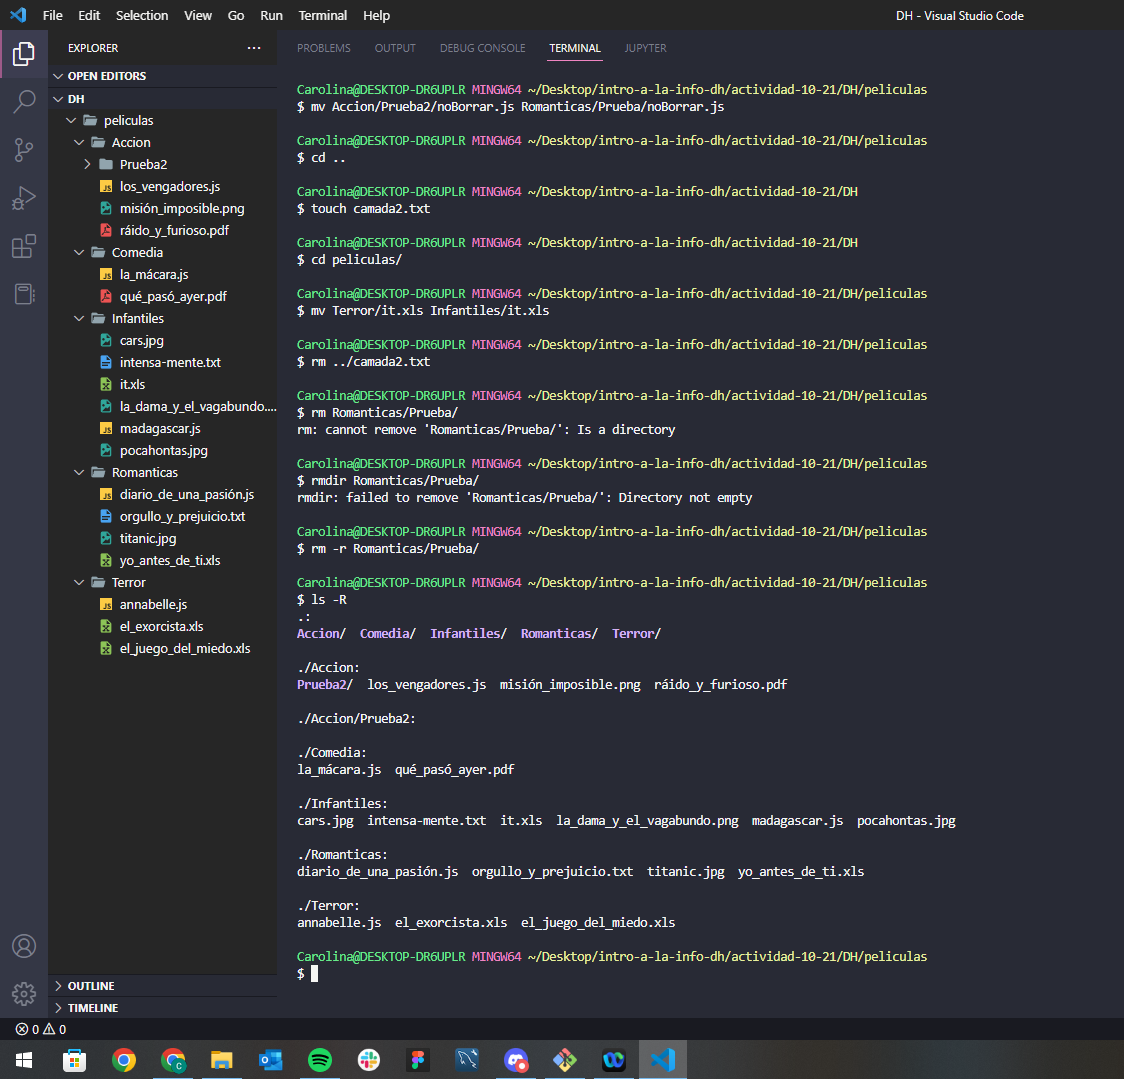 File Edit Selection View Go Run Terminal Help
DH - Visual Studio Code
EXPLORER
OPEN EDITORS
DH
peliculas
Accion
Prueba2
los_vengadores.js
misión_imposible.png
ráido_y_furioso.pdf
Comedia
la_mácara.js
qué_pasó_ayer.pdf
Infantiles
cars.jpg
intensa-mente.txt
it.xls
la_dama_y_el_vagabundo....
madagascar.js
pocahontas.jpg
Romanticas
diario_de_una_pasión.js
orgullo_y_prejuicio.txt
titanic.jpg
yo_antes_de_ti.xls
Terror
annabelle.js
el_exorcista.xls
el_juego_del_miedo.xls
OUTLINE
TIMELINE
PROBLEMS OUTPUT DEBUG CONSOLE TERMINAL JUPYTER
Carolina@DESKTOP-DR6UPLR MINGW64 ~/Desktop/intro-a-la-info-dh/actividad-10-21/DH/peliculas
$ mv Accion/Prueba2/noBorrar.js Romanticas/Prueba/noBorrar.js
Carolina@DESKTOP-DR6UPLR MINGW64 ~/Desktop/intro-a-la-info-dh/actividad-10-21/DH/peliculas
$ cd ..
Carolina@DESKTOP-DR6UPLR MINGW64 ~/Desktop/intro-a-la-info-dh/actividad-10-21/DH
$ touch camada2.txt
Carolina@DESKTOP-DR6UPLR MINGW64 ~/Desktop/intro-a-la-info-dh/actividad-10-21/DH
$ cd peliculas/
Carolina@DESKTOP-DR6UPLR MINGW64 ~/Desktop/intro-a-la-info-dh/actividad-10-21/DH/peliculas
$ mv Terror/it.xls Infantiles/it.xls
Carolina@DESKTOP-DR6UPLR MINGW64 ~/Desktop/intro-a-la-info-dh/actividad-10-21/DH/peliculas
$ rm ../camada2.txt
Carolina@DESKTOP-DR6UPLR MINGW64 ~/Desktop/intro-a-la-info-dh/actividad-10-21/DH/peliculas
$ rm Romanticas/Prueba/
rm: cannot remove 'Romanticas/Prueba/': Is a directory
Carolina@DESKTOP-DR6UPLR MINGW64 ~/Desktop/intro-a-la-info-dh/actividad-10-21/DH/peliculas
$ rmdir Romanticas/Prueba/
rmdir: failed to remove 'Romanticas/Prueba/': Directory not empty
Carolina@DESKTOP-DR6UPLR MINGW64 ~/Desktop/intro-a-la-info-dh/actividad-10-21/DH/peliculas
$ rm -r Romanticas/Prueba/
Carolina@DESKTOP-DR6UPLR MINGW64 ~/Desktop/intro-a-la-info-dh/actividad-10-21/DH/peliculas
$ ls -R
.:
Accion/ Comedia/ Infantiles/ Romanticas/ Terror/
./Accion:
Prueba2/ los_vengadores.js misión_imposible.png ráido_y_furioso.pdf
./Accion/Prueba2:
./Comedia:
la_mácara.js qué_pasó_ayer.pdf
./Infantiles:
cars.jpg intensa-mente.txt it.xls la_dama_y_el_vagabundo.png madagascar.js pocahontas.jpg
./Romanticas:
diario_de_una_pasión.js orgullo_y_prejuicio.txt titanic.jpg yo_antes_de_ti.xls
./Terror:
annabelle.js el_exorcista.xls el_juego_del_miedo.xls
Carolina@DESKTOP-DR6UPLR MINGW64 ~/Desktop/intro-a-la-info-dh/actividad-10-21/DH/peliculas
$
0 0